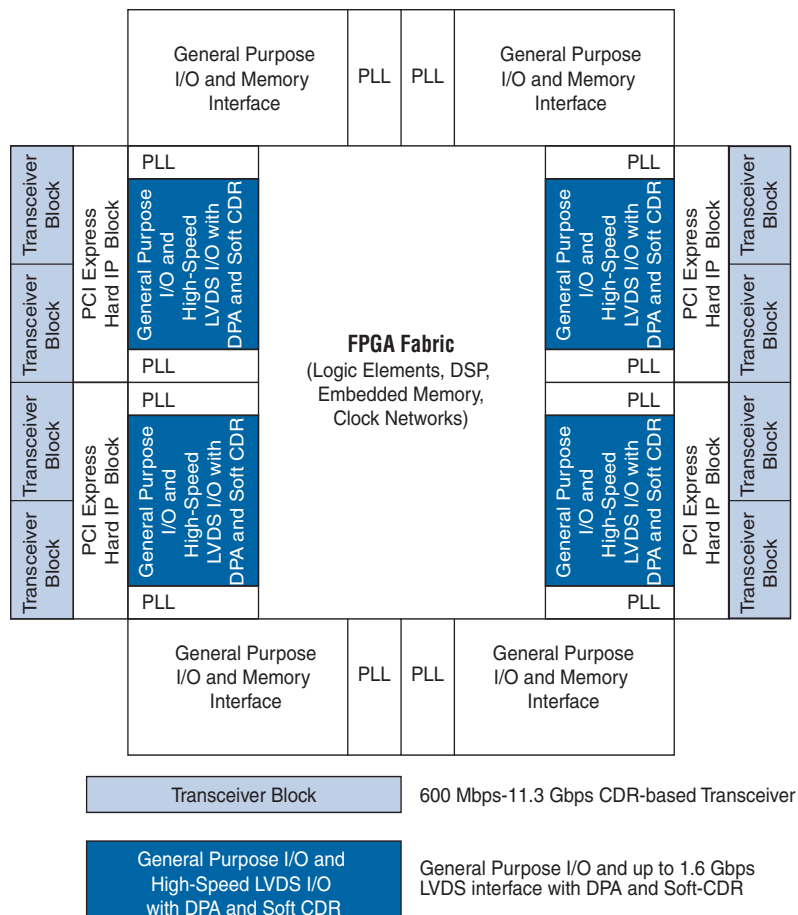 General Purpose
I/O and Memory
Interface
PLL
PLL
General Purpose
I/O and Memory
Interface
Transceiver
Block
Transceiver
Block
Transceiver
Block
Transceiver
Block
PCI Express
Hard IP Block
PCI Express
Hard IP Block
PLL
General Purpose
I/O and
High-Speed
LVDS I/O with
DPA and Soft CDR
PLL
PLL
General Purpose
I/O and
High-Speed
LVDS I/O with
DPA and Soft CDR
PLL
FPGA Fabric
(Logic Elements, DSP,
Embedded Memory,
Clock Networks)
PLL
General Purpose
I/O and
High-Speed
LVDS I/O with
DPA and Soft CDR
PLL
PLL
General Purpose
I/O and
High-Speed
LVDS I/O with
DPA and Soft CDR
PLL
PCI Express
Hard IP Block
PCI Express
Hard IP Block
Transceiver
Block
Transceiver
Block
Transceiver
Block
Transceiver
Block
General Purpose
I/O and Memory
Interface
PLL
PLL
General Purpose
I/O and Memory
Interface
Transceiver Block
600 Mbps-11.3 Gbps CDR-based Transceiver
General Purpose I/O and
High-Speed LVDS I/O
with DPA and Soft CDR
General Purpose I/O and up to 1.6 Gbps
LVDS interface with DPA and Soft-CDR